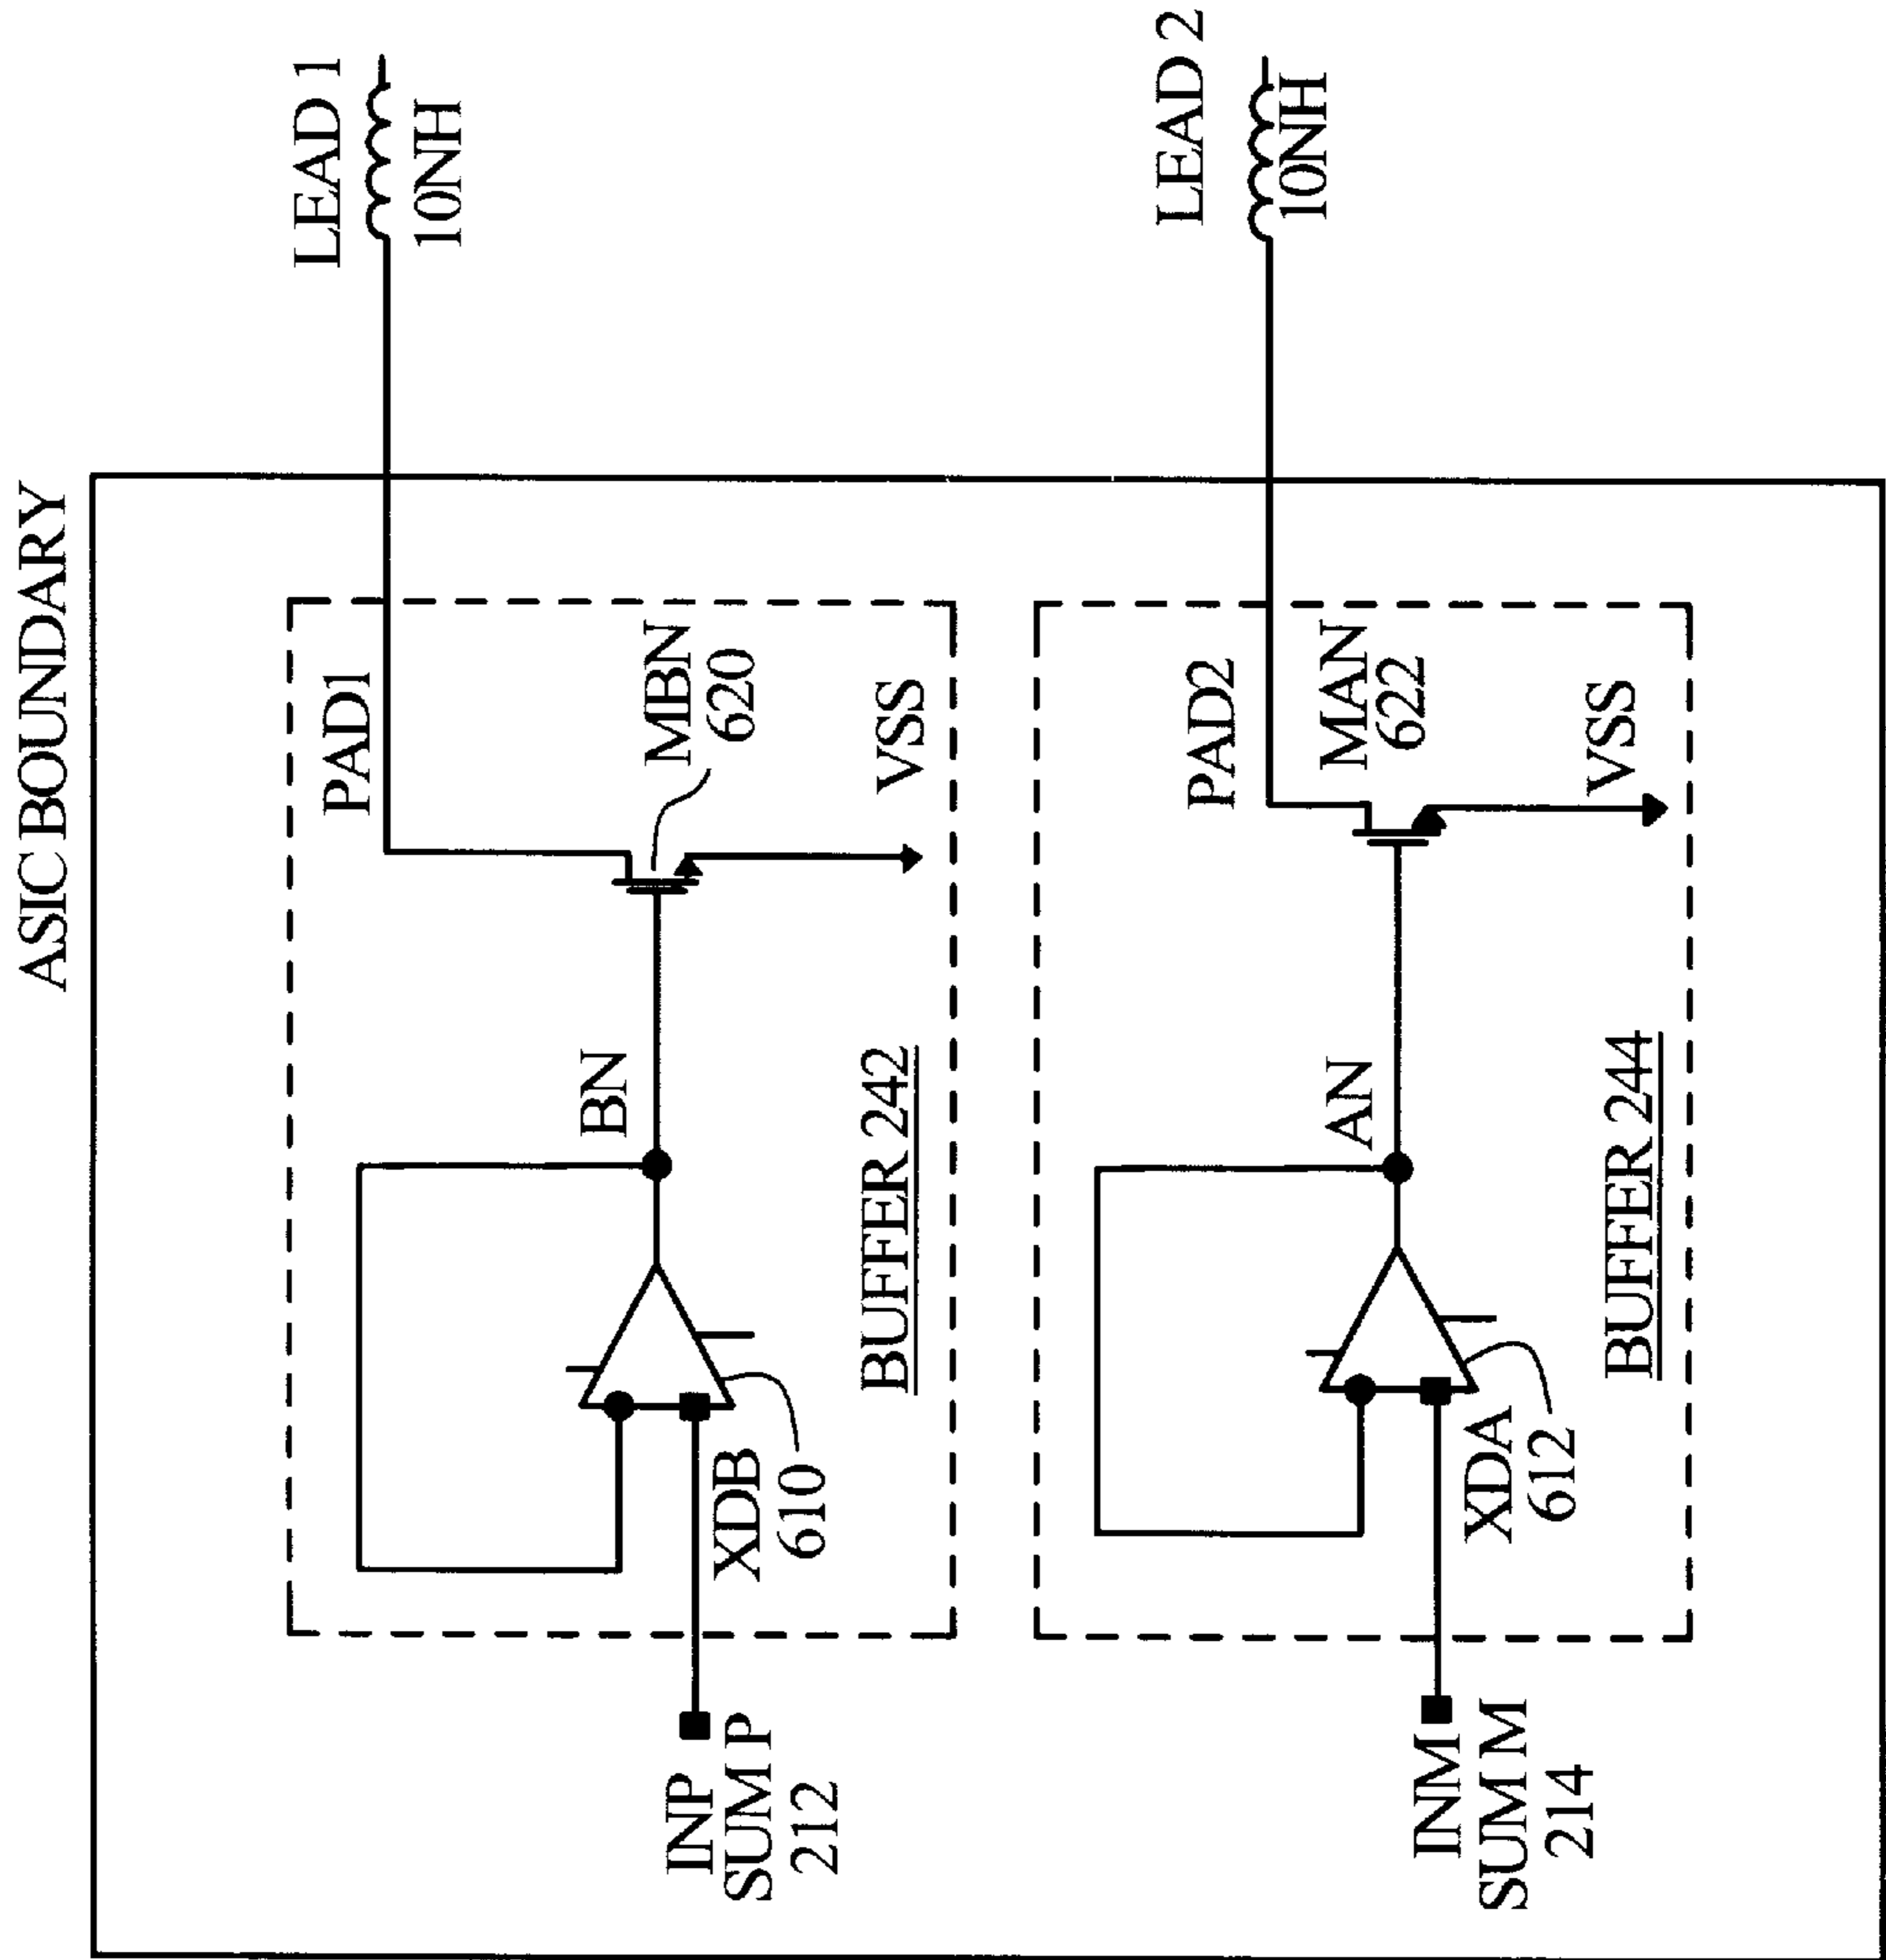 ASIC BOUNDARY
LEAD 1
10NH
PAD1
BN
MBN
620
VSS
XDB
610
INP
SUM P
212
BUFFER 242
LEAD 2
10NH
PAD2
AN
MAN
622
VSS
XDA
612
INM
SUM M
214
BUFFER 244